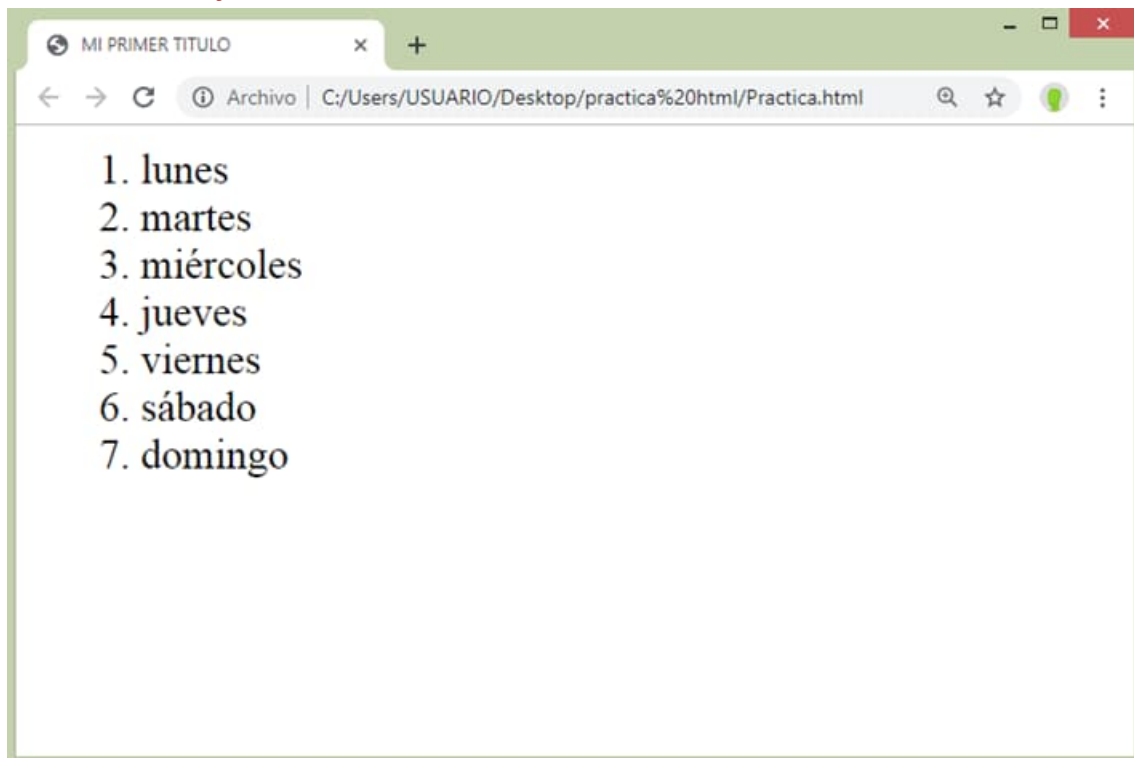 MI PRIMER TITULO
Archivo | C:/Users/USUARIO/Desktop/practica%20html/Practica.html
1. lunes
2. martes
3. miércoles
4. jueves
5. viernes
6. sábado
7. domingo